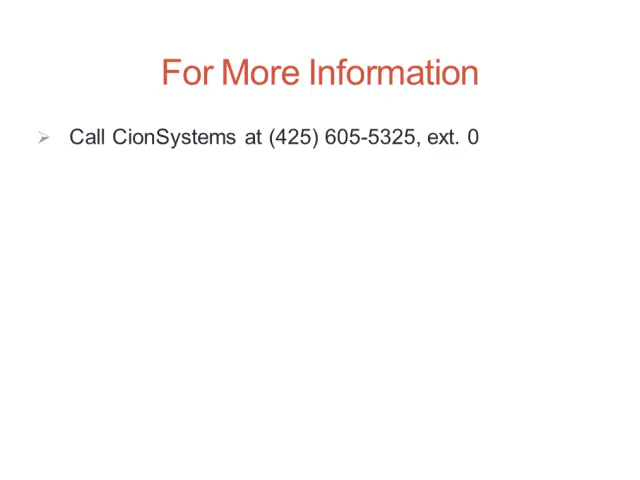 For More Information
Call CionSystems at (425) 605-5325, ext. 0